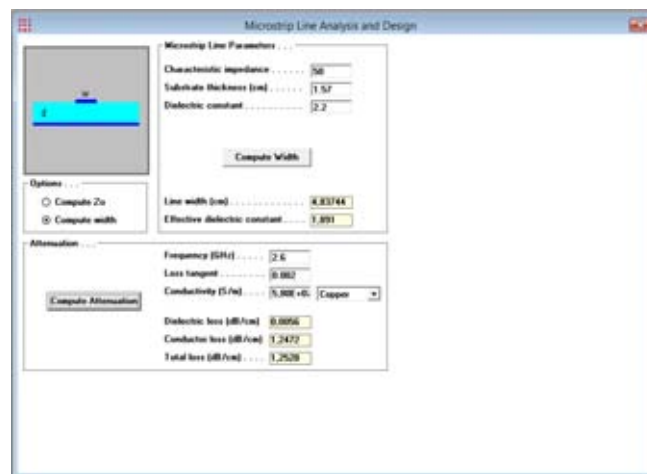 Microstrip Line Analysis and Design
Microstrip Line Parameters . . .
Characteristic impedance . . . . . . 50
Substrate thickness (cm) . . . . . . 1.57
Dielectric constant . . . . . . . . . . 2.2
Compute Width
W
Options . . .
Compute Zo
Compute width
Line width (cm) . . . . . . . . . . . . . 4.83744
Effective dielectric constant . . . . . 1.891
Attenuation . . . .
Frequency (GHz) . . . . . 2.6
Loss tangent . . . . . . . . 0.002
Conductivity (S/m) . . . . Copper
Compute Attenuation
Dielectric loss (dB/cm) 0.0056
Conductor loss (dB/cm) 1.2472
Total loss (dB/cm) . . . . 1.2528